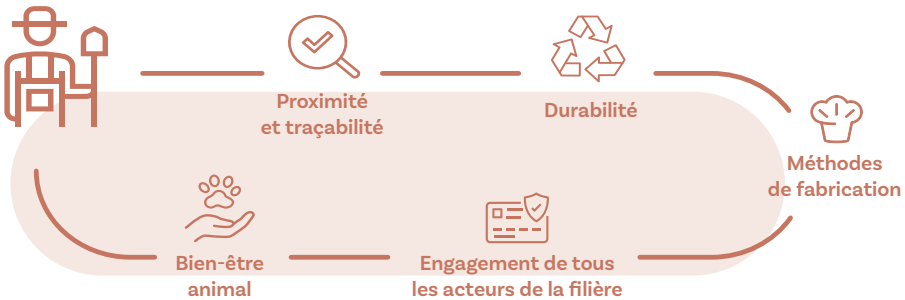 Proximité
et traçabilité
Durabilité
Méthodes
de fabrication
Bien-être
animal
Engagement de tous
les acteurs de la filière